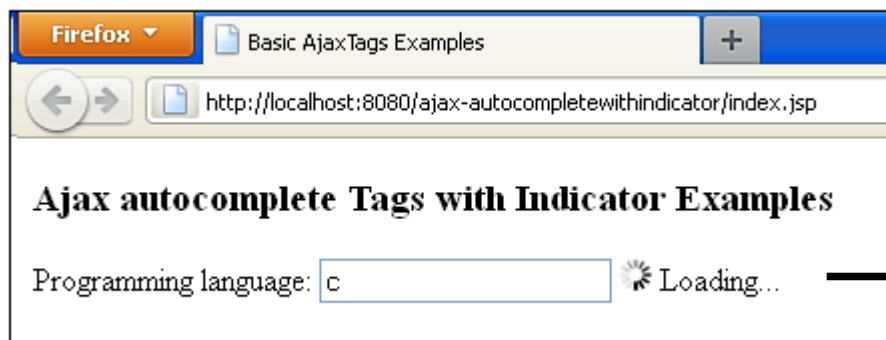 Firefox
Basic AjaxTags Examples
http://localhost:8080/ajax-autocompletewithindicator/index.jsp
Ajax autocomplete Tags with Indicator Examples
Programming language: c Loading...